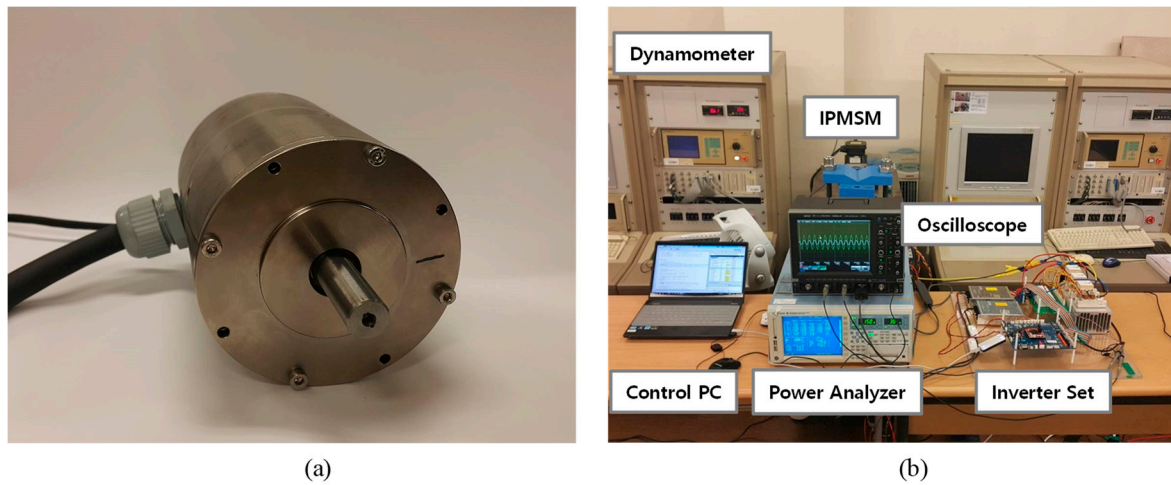 Dynamometer
IPMSM
Oscilloscope
Control PC
Power Analyzer
Inverter Set
(a)
(b)